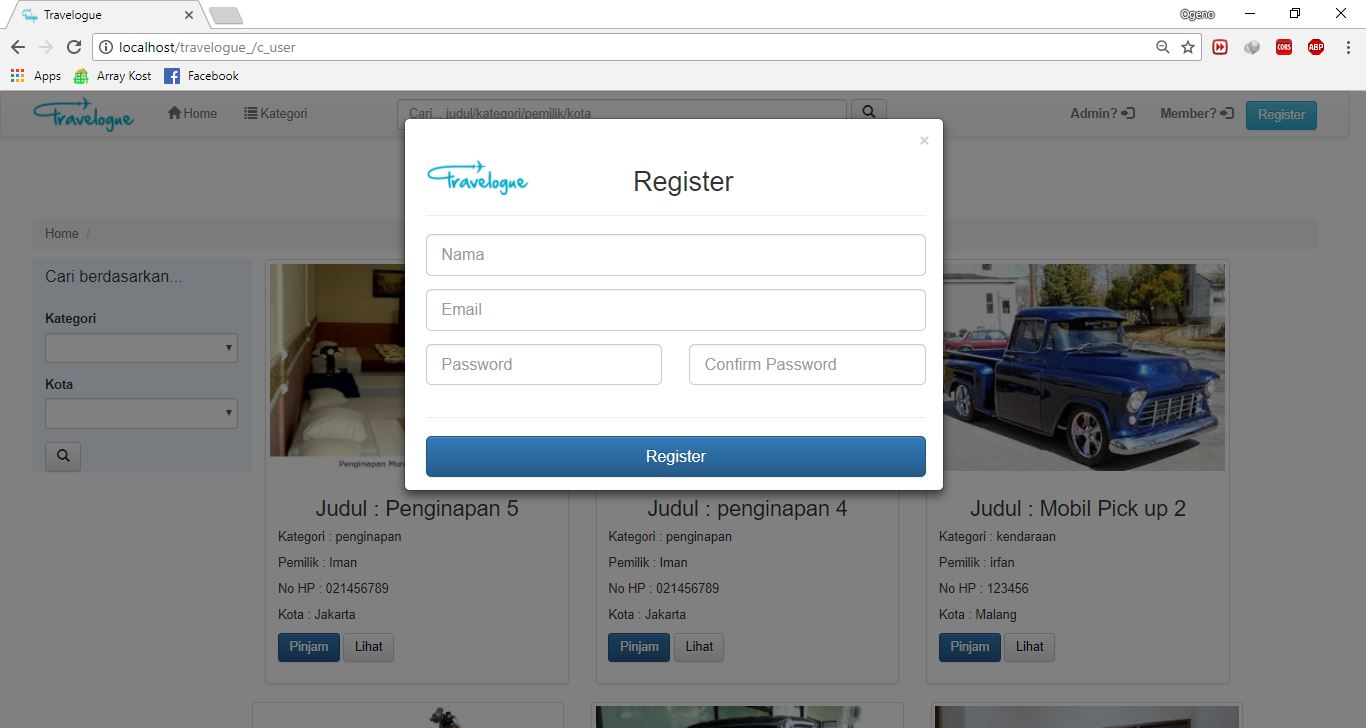 Travelogue
Ogeno
localhost/travelogue_/c_user
CORS
ABP
Apps
Array Kost
Facebook
Travelogue
Home
Kategori
Cari... judul/kategori/pemilik/kota
Admin?
Member?
Register
×
Travelogue
Register
Nama
Email
Password
Confirm Password
Register
Home /
Cari berdasarkan...
Kategori
Kota
Penginapan Mura
Judul : Penginapan 5
Kategori : penginapan
Pemilik : Iman
No HP : 021456789
Kota : Jakarta
Pinjam
Lihat
Judul : penginapan 4
Kategori : penginapan
Pemilik : Iman
No HP : 021456789
Kota : Jakarta
Pinjam
Lihat
Judul : Mobil Pick up 2
Kategori : kendaraan
Pemilik : irfan
No HP : 123456
Kota : Malang
Pinjam
Lihat